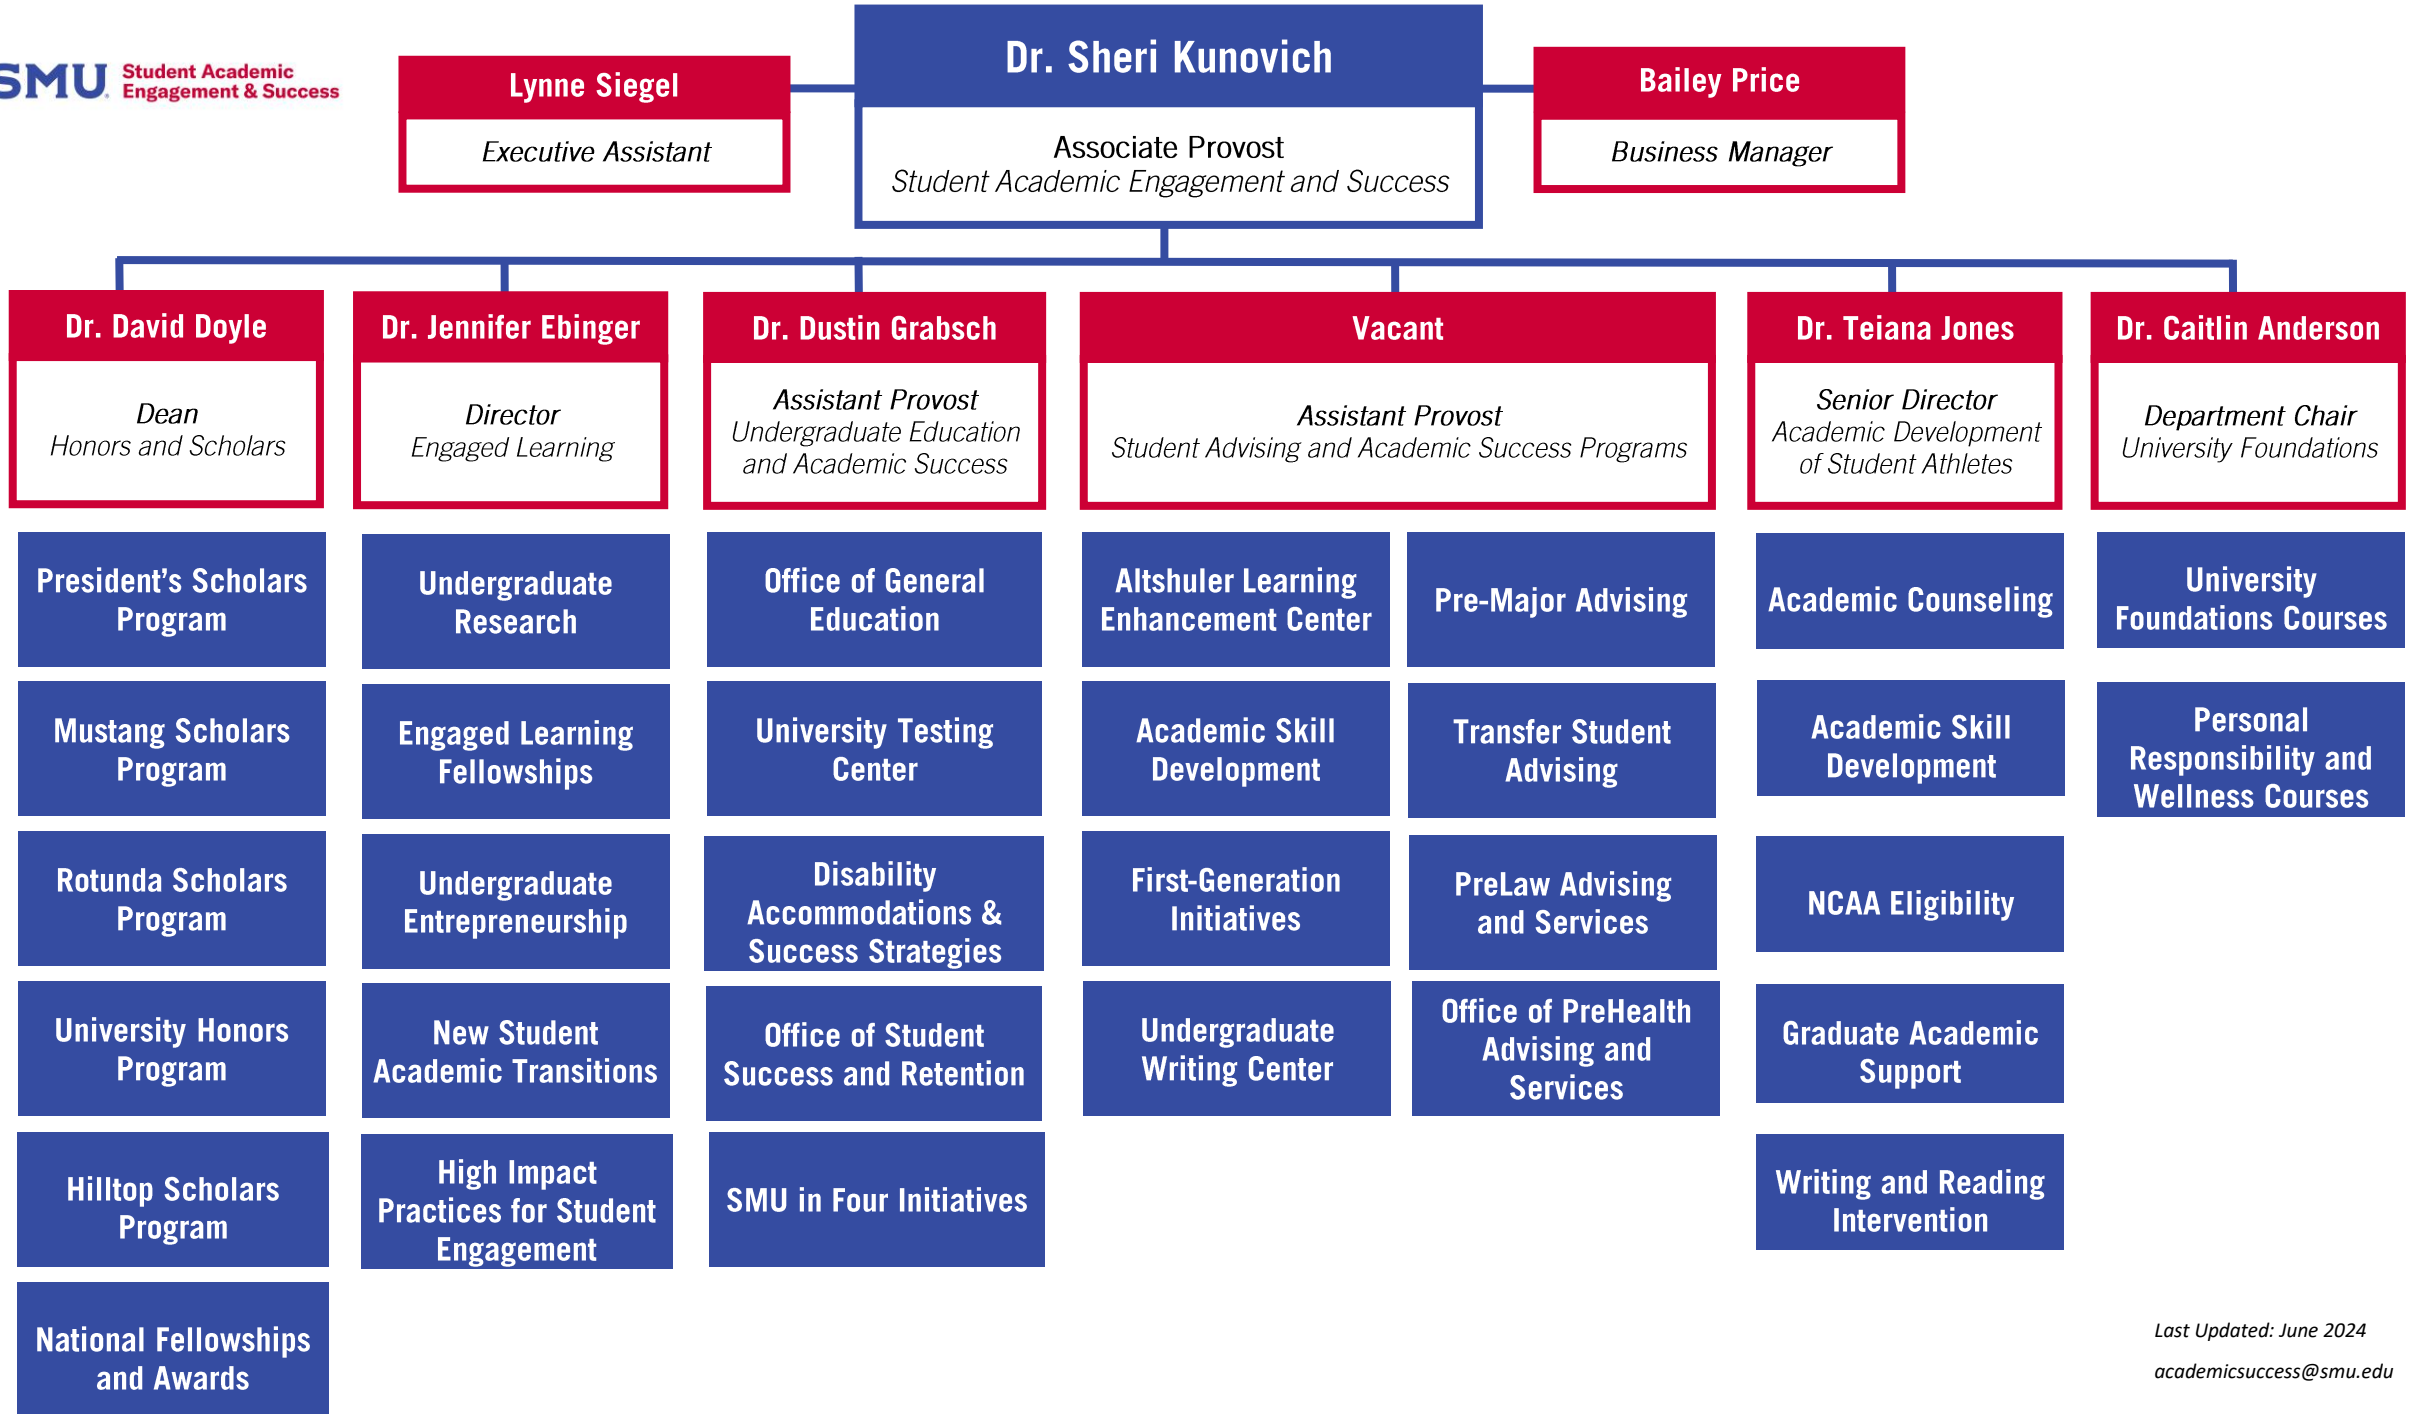 SMU
Student Academic
Engagement & Success
Lynne Siegel
Executive Assistant
Dr. Sheri Kunovich
Associate Provost
Student Academic Engagement and Success
Bailey Price
Business Manager
Dr. David Doyle
Dean
Honors and Scholars
President’s Scholars
Program
Mustang Scholars
Program
Rotunda Scholars
Program
University Honors
Program
Hilltop Scholars
Program
National Fellowships
and Awards
Dr. Jennifer Ebinger
Director
Engaged Learning
Undergraduate
Research
Engaged Learning
Fellowships
Undergraduate
Entrepreneurship
New Student
Academic Transitions
High Impact
Practices for Student
Engagement
Dr. Dustin Grabsch
Assistant Provost
Undergraduate Education
and Academic Success
Office of General
Education
University Testing
Center
Disability
Accommodations &
Success Strategies
Office of Student
Success and Retention
SMU in Four Initiatives
Vacant
Assistant Provost
Student Advising and Academic Success Programs
Altshuler Learning
Enhancement Center
Academic Skill
Development
First-Generation
Initiatives
Undergraduate
Writing Center
Pre-Major Advising
Transfer Student
Advising
PreLaw Advising
and Services
Office of PreHealth
Advising and
Services
Dr. Teiana Jones
Senior Director
Academic Development
of Student Athletes
Academic Counseling
Academic Skill
Development
NCAA Eligibility
Graduate Academic
Support
Writing and Reading
Intervention
Dr. Caitlin Anderson
Department Chair
University Foundations
University
Foundations Courses
Personal
Responsibility and
Wellness Courses
Last Updated: June 2024
academicsuccess@smu.edu